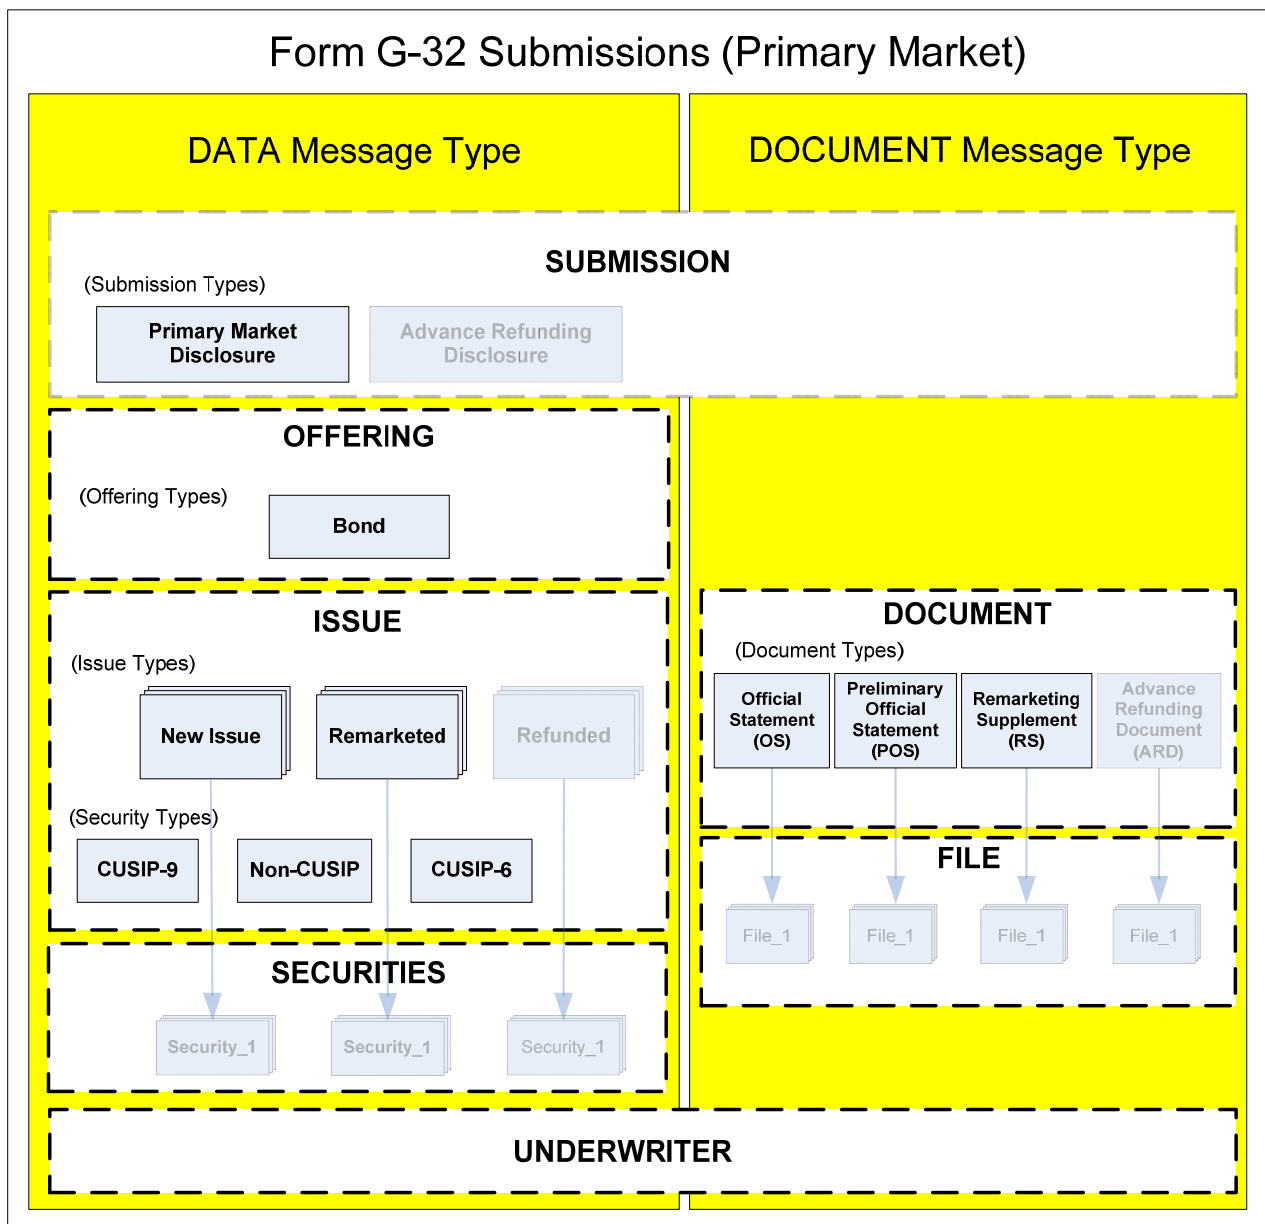 Form G-32 Submissions (Primary Market)
DATA Message Type
DOCUMENT Message Type
SUBMISSION
(Submission Types)
Primary Market
Disclosure
Advance Refunding
Disclosure
OFFERING
(Offering Types)
Bond
ISSUE
(Issue Types)
New Issue
Remarketed
Refunded
(Security Types)
CUSIP-9
Non-CUSIP
CUSIP-6
SECURITIES
Security_1
Security_1
Security_1
DOCUMENT
(Document Types)
Official
Statement
(OS)
Preliminary
Official
Statement
(POS)
Remarketing
Supplement
(RS)
Advance
Refunding
Document
(ARD)
FILE
File_1
File_1
File_1
File_1
UNDERWRITER